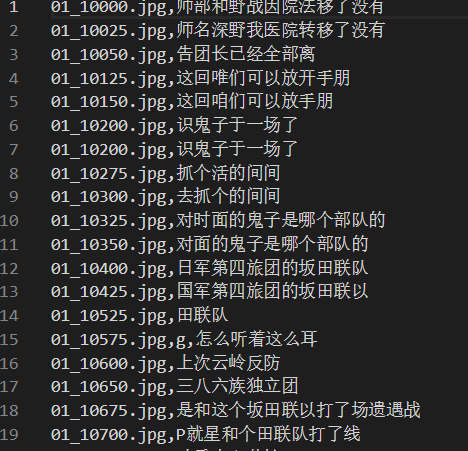 1 01_10000.jpg,师部和野战因院法移了没有
2 01_10025.jpg,师名深野我医院转移了没有
3 01_10050.jpg,告团长已经全部离
4 01_10125.jpg,这回唯们可以放开手朋
5 01_10150.jpg,这回咱们可以放手朋
6 01_10200.jpg,识鬼子于一场了
7 01_10200.jpg,识鬼子于一场了
8 01_10275.jpg,抓个活的间间
9 01_10300.jpg,去抓个的间间
10 01_10325.jpg,对时面的鬼子是哪个部队的
11 01_10350.jpg,对面的鬼子是哪个部队的
12 01_10400.jpg,日军第四旅团的坂田联队
13 01_10425.jpg,国军第四旅团的坂田联以
14 01_10525.jpg,田联队
15 01_10575.jpg,g,怎么听着这么耳
16 01_10600.jpg,上次云岭反防
17 01_10650.jpg,三八六族独立团
18 01_10675.jpg,是和这个坂田联以打了场遗遇战
19 01_10700.jpg,P就星和个田联队打了线